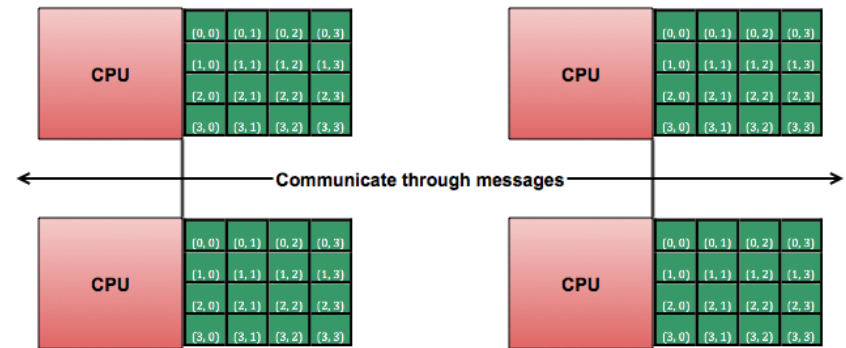 (0, 0) (0, 1) (0, 2) (0, 3)
(1, 0) (1, 1) (1, 2) (1, 3)
CPU
(2, 0) (2, 1) (2, 2) (2, 3)
(3, 0) (3, 1) (3, 2) (3, 3)
(0, 0) (0, 1) (0, 2) (0, 3)
(1, 0) (1, 1) (1, 2) (1, 3)
CPU
(2, 0) (2, 1) (2, 2) (2, 3)
(3, 0) (3, 1) (3, 2) (3, 3)
Communicate through messages
(0, 0) (0, 1) (0, 2) (0, 3)
(1, 0) (1, 1) (1, 2) (1, 3)
CPU
(2, 0) (2, 1) (2, 2) (2, 3)
(3, 0) (3, 1) (3, 2) (3, 3)
(0, 0) (0, 1) (0, 2) (0, 3)
(1, 0) (1, 1) (1, 2) (1, 3)
CPU
(2, 0) (2, 1) (2, 2) (2, 3)
(3, 0) (3, 1) (3, 2) (3, 3)